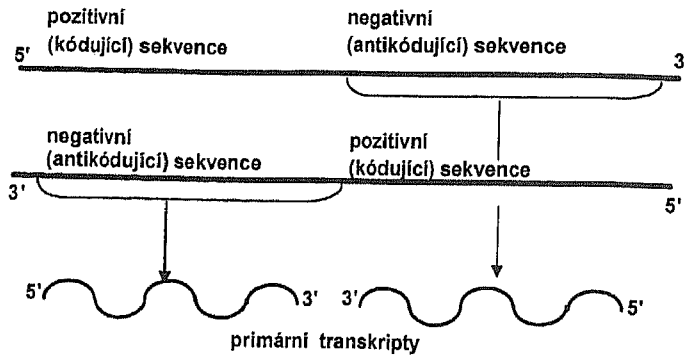 pozitivní
(kódující) sekvence
negativní
(antikódující) sekvence
5'
3
negativní
(antikódující) sekvence
pozitivní
(kódující) sekvence
3'
5'
5'
3'
3'
5'
primární transkripty